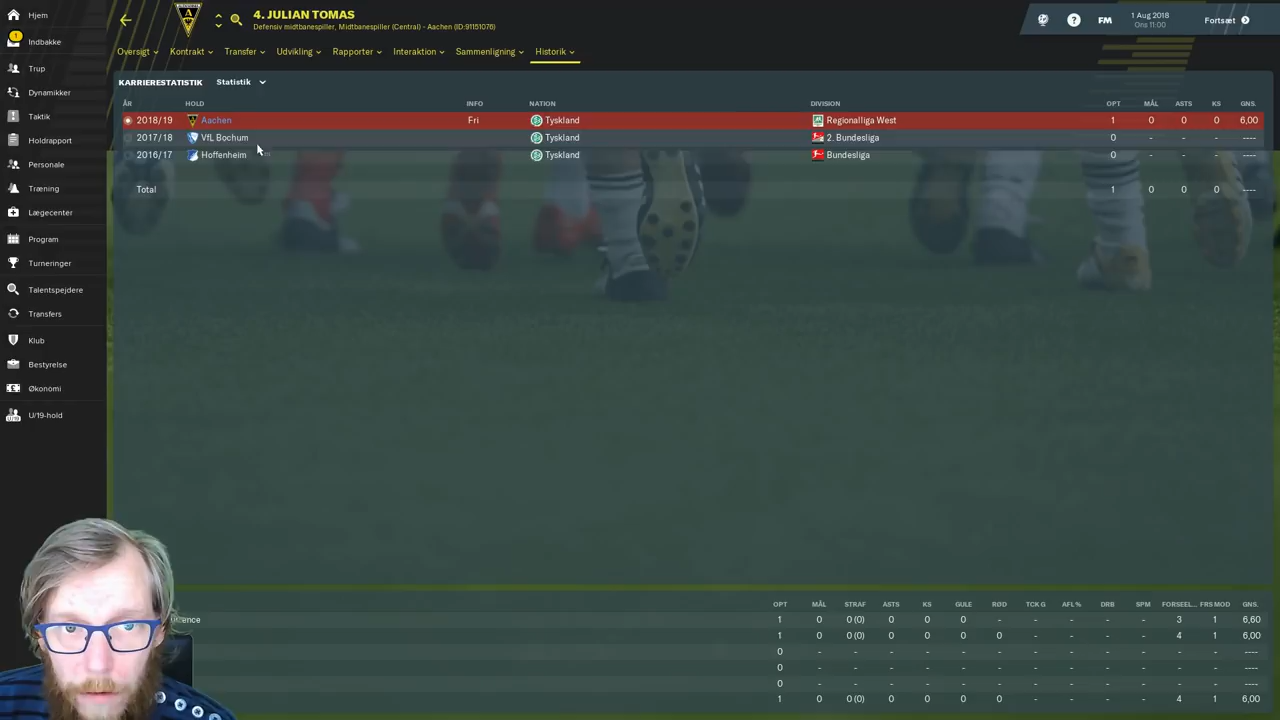 Hjem
4. JULIAN TOMAS
Defensiv midtbanespiller, Midtbanespiller (Central) - Aachen (ID:91151076)
FM
1 Aug 2018
Ons 11:00
Fortsæt
1
Indbakke
Oversigt
Kontrakt
Transfer
Udvikling
Rapporter
Interaktion
Sammenligning
Historik
Trup
Dynamikker
Taktik
Holdrapport
Personale
Træning
Lægecenter
Program
Turneringer
Talentspejdere
Transfers
Klub
Bestyrelse
Økonomi
U/19-hold
KARRIERESTATISTIK Statistik
ÅR HOLD INFO NATION DIVISION OPT MÅL ASTS KS GNS.
2018/19 Aachen Fri Tyskland Regionalliga West 1 0 0 0 6,00
2017/18 VfL Bochum Tyskland 2. Bundesliga 0 - - - ----
2016/17 Hoffenheim Tyskland Bundesliga 0 - - - ----
Total 1 0 0 0 ----
OPT MÅL STRAF ASTS KS GULE RØD TCK G AFL% DRB SPM FORSEEL... FRS MOD GNS.
1 0 0 (0) 0 0 0 - - - - - 3 1 6,60
1 0 0 (0) 0 0 0 0 - - - - 4 1 6,00
0 - - - - - - - - - - - - ----
0 - - - - - - - - - - - - ----
0 - - - - - - - - - - - - ----
1 0 0 (0) 0 0 0 0 - - - - 4 1 6,00